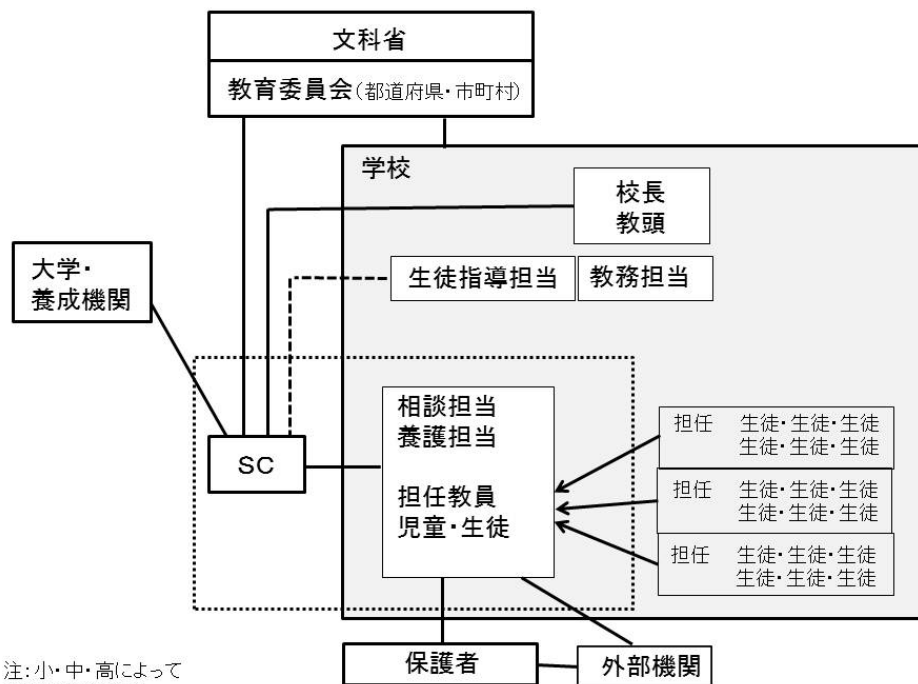 文科省
教育委員会(都道府県・市町村)
学校
校長
教頭
生徒指導担当
教務担当
大学・
養成機関
相談担当
養護担当
担任教員
児童・生徒
SC
担任 生徒・生徒・生徒
生徒・生徒・生徒
担任 生徒・生徒・生徒
生徒・生徒・生徒
担任 生徒・生徒・生徒
生徒・生徒・生徒
保護者
外部機関
注:小・中・高によって